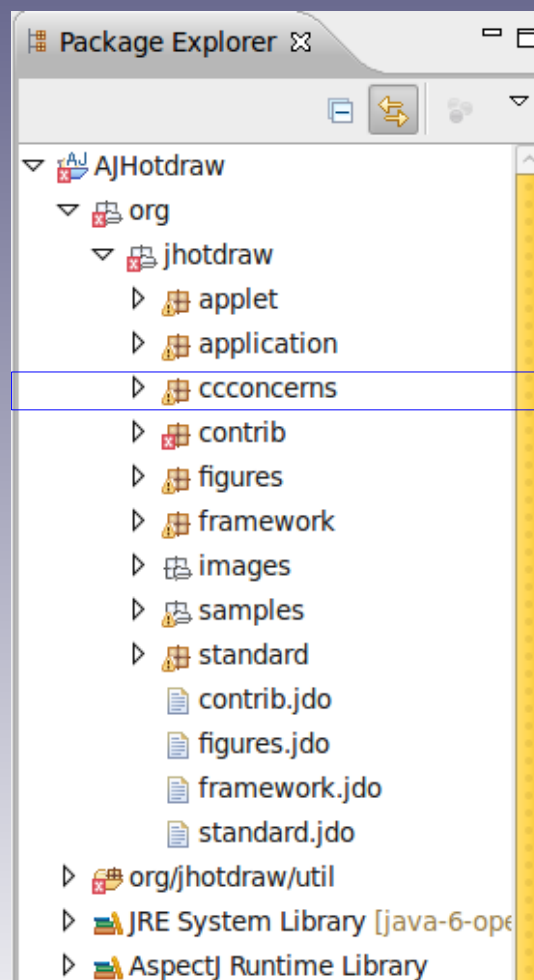 Package Explorer
AJ AJHotdraw
org
jhotdraw
applet
application
ccconcerns
contrib
figures
framework
images
samples
standard
contrib.jdo
figures.jdo
framework.jdo
standard.jdo
org/jhotdraw/util
JRE System Library [java-6-ope
AspectJ Runtime Library